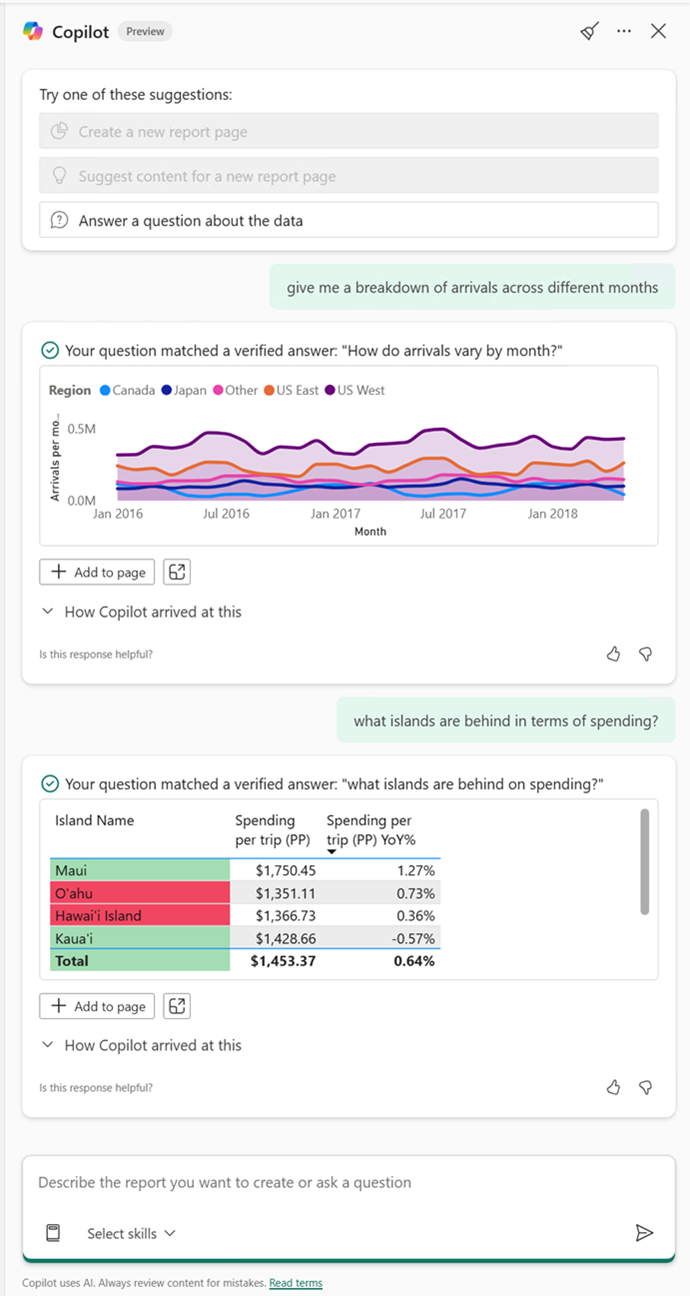 Copilot Preview
Try one of these suggestions:
Create a new report page
Suggest content for a new report page
Answer a question about the data
give me a breakdown of arrivals across different months
Your question matched a verified answer: "How do arrivals vary by month?"
Region Canada Japan Other US East US West
Arrivals per mo...
0.5M
0.0M
Jan 2016 Jul 2016 Jan 2017 Jul 2017 Jan 2018
Month
Add to page
How Copilot arrived at this
Is this response helpful?
what islands are behind in terms of spending?
Your question matched a verified answer: "what islands are behind on spending?"
Island Name Spending Spending per
per trip (PP) trip (PP) YoY%
Maui $1,750.45 1.27%
O'ahu $1,351.11 0.73%
Hawai'i Island $1,366.73 0.36%
Kaua'i $1,428.66 -0.57%
Total $1,453.37 0.64%
Add to page
How Copilot arrived at this
Is this response helpful?
Describe the report you want to create or ask a question
Select skills
Copilot uses AI. Always review content for mistakes. Read terms